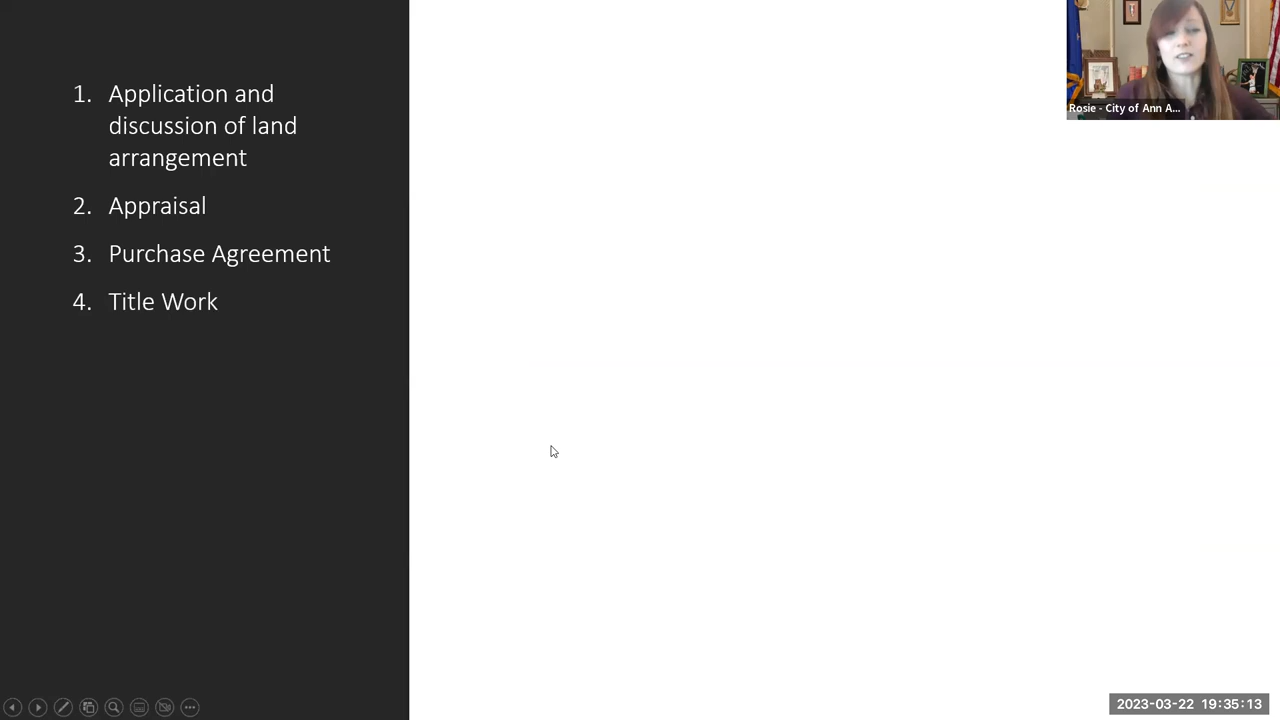 1. Application and
discussion of land
arrangement
2. Appraisal
3. Purchase Agreement
4. Title Work
Rosie - City of Ann A...
2023-03-22 19:35:13